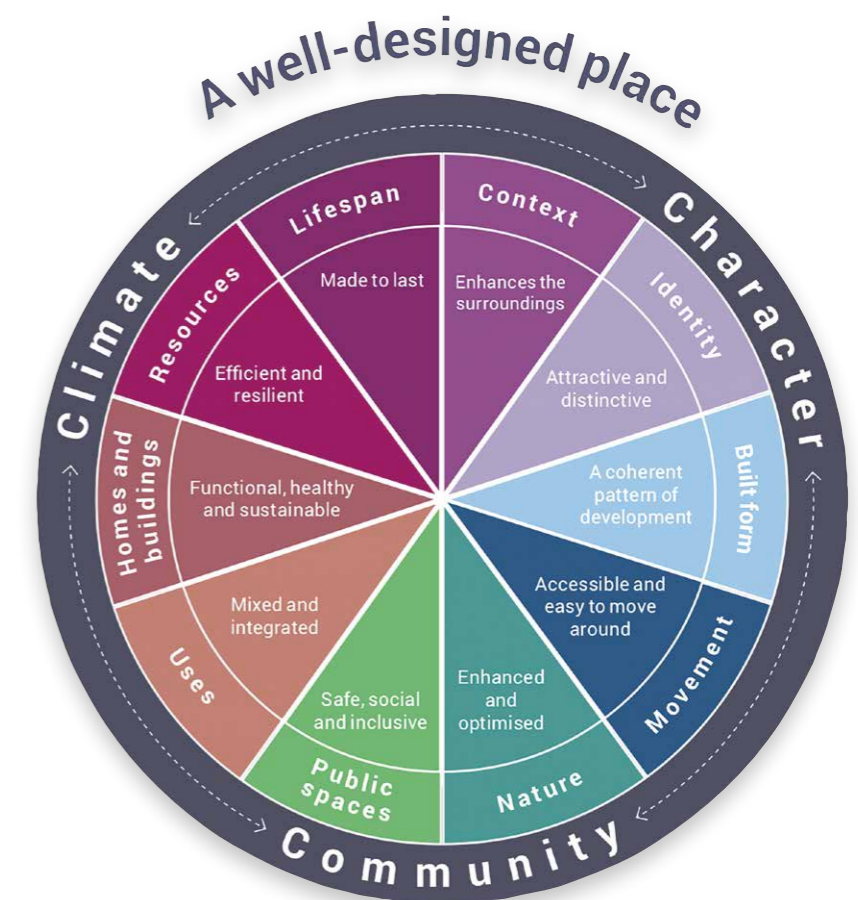 A well-designed place
Climate
Character
Community
Context
Enhances the
surroundings
Identity
Attractive and
distinctive
Built form
A coherent
pattern of
development
Movement
Accessible and
easy to move
around
Nature
Enhanced
and
optimised
Public
spaces
Safe, social
and inclusive
Uses
Mixed and
integrated
Homes and
buildings
Functional, healthy
and sustainable
Resources
Efficient and
resilient
Lifespan
Made to last